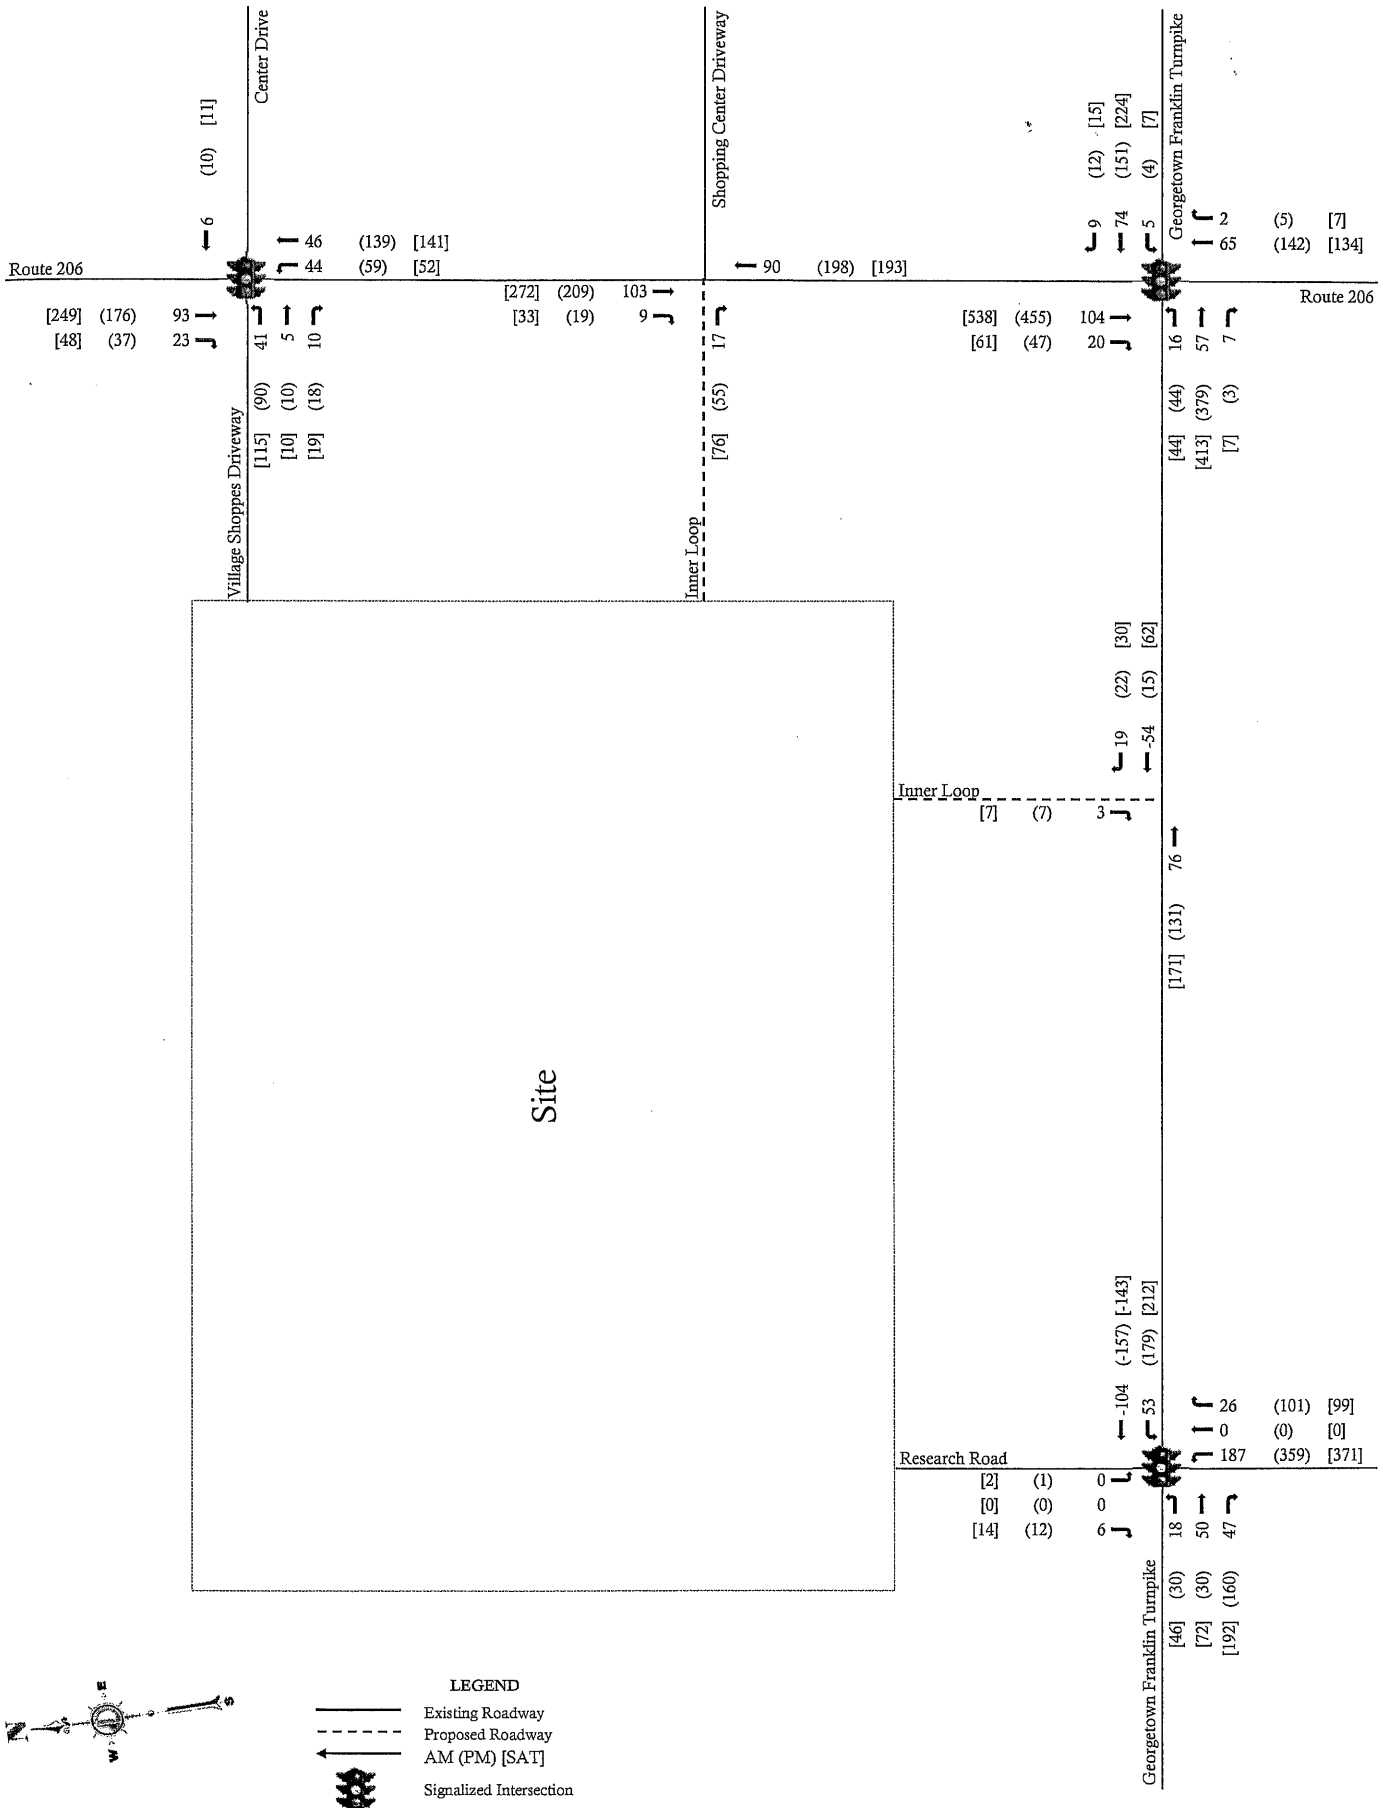 Center Drive
6 (10) [11]
Shopping Center Driveway
Georgetown Franklin Turnpike
9 (12) [15]
74 (151) [224]
5 (4) [7]
2 (5) [7]
65 (142) [134]
46 (139) [141]
44 (59) [52]
Route 206
90 (198) [193]
Route 206
[249] (176) 93
[48] (37) 23
[272] (209) 103
[33] (19) 9
[538] (455) 104
[61] (47) 20
[115] (90) 41
[10] (10) 5
[19] (18) 10
[76] (55) 17
[44] (44) 16
[413] (379) 57
[7] (3) 7
Village Shoppes Driveway
Inner Loop
19 (22) [30]
-54 (15) [62]
Inner Loop
[7] (7) 3
[171] (131) 76
Site
-104 (-157) [-143]
53 (179) [212]
26 (101) [99]
0 (0) [0]
187 (359) [371]
Research Road
[2] (1) 0
[0] (0) 0
[14] (12) 6
[46] (30) 18
[72] (30) 50
[192] (160) 47
Georgetown Franklin Turnpike
N
E
S
W
LEGEND
Existing Roadway
Proposed Roadway
AM (PM) [SAT]
Signalized Intersection